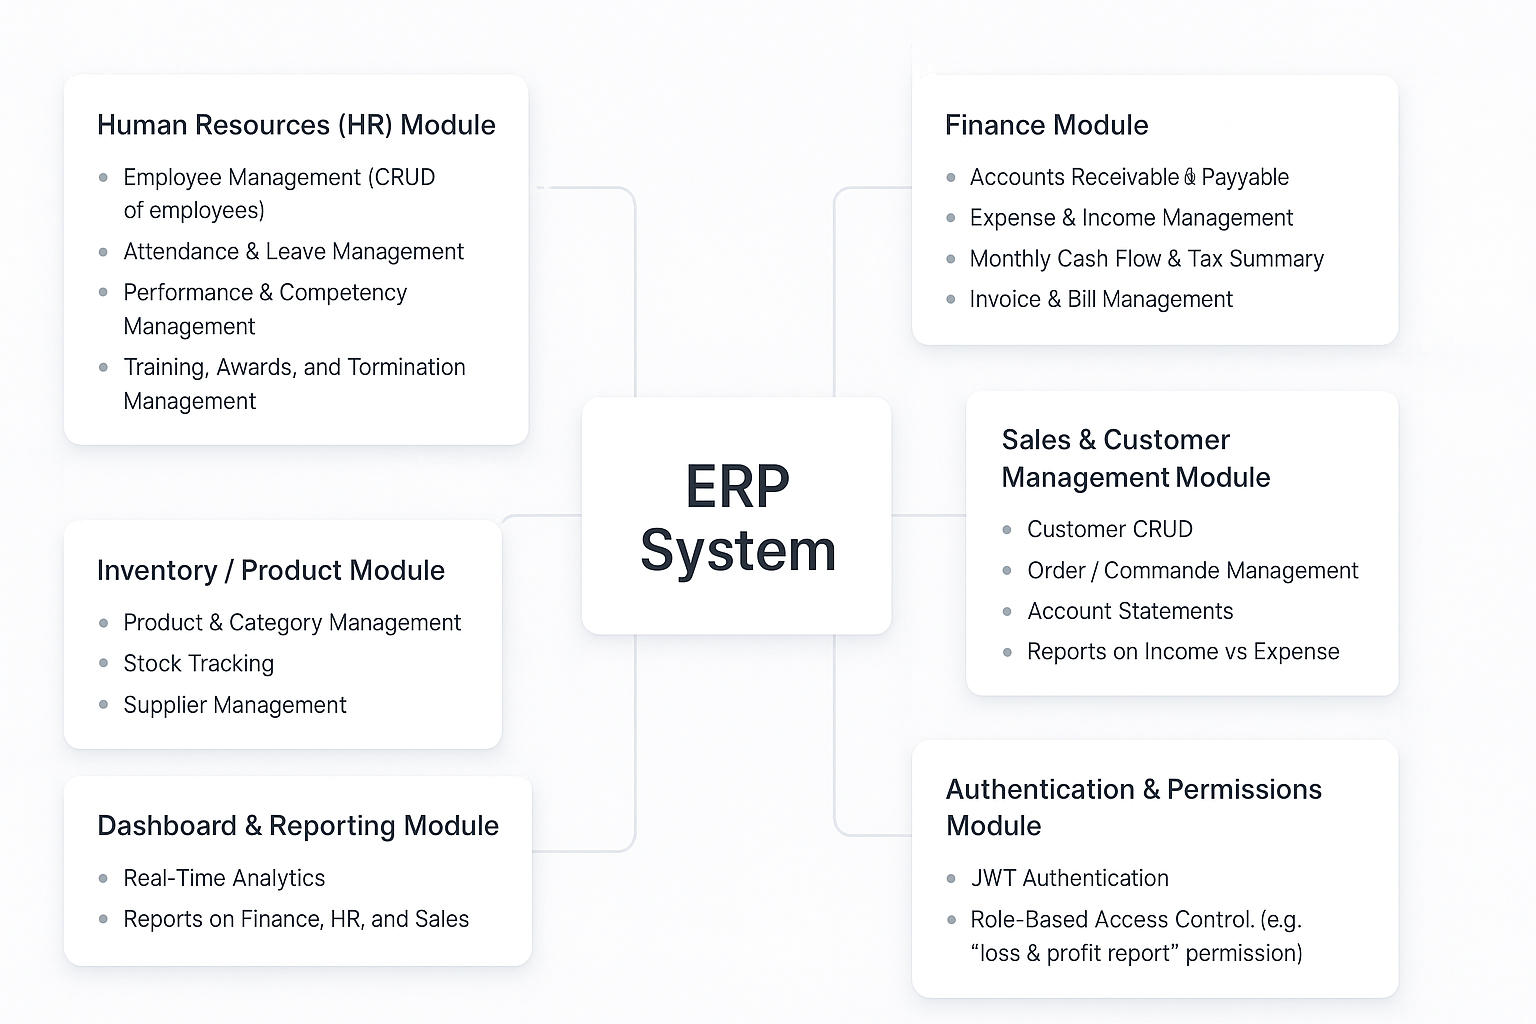 Human Resources (HR) Module
Employee Management (CRUD
of employees)
Attendance & Leave Management
Performance & Competency
Management
Training, Awards, and Tormination
Management
Inventory / Product Module
Product & Category Management
Stock Tracking
Supplier Management
Dashboard & Reporting Module
Real-Time Analytics
Reports on Finance, HR, and Sales
ERP
System
Finance Module
Accounts Receivable Payyable
Expense & Income Management
Monthly Cash Flow & Tax Summary
Invoice & Bill Management
Sales & Customer
Management Module
Customer CRUD
Order / Commande Management
Account Statements
Reports on Income vs Expense
Authentication & Permissions
Module
JWT Authentication
Role-Based Access Control. (e.g.
“loss & profit report” permission)